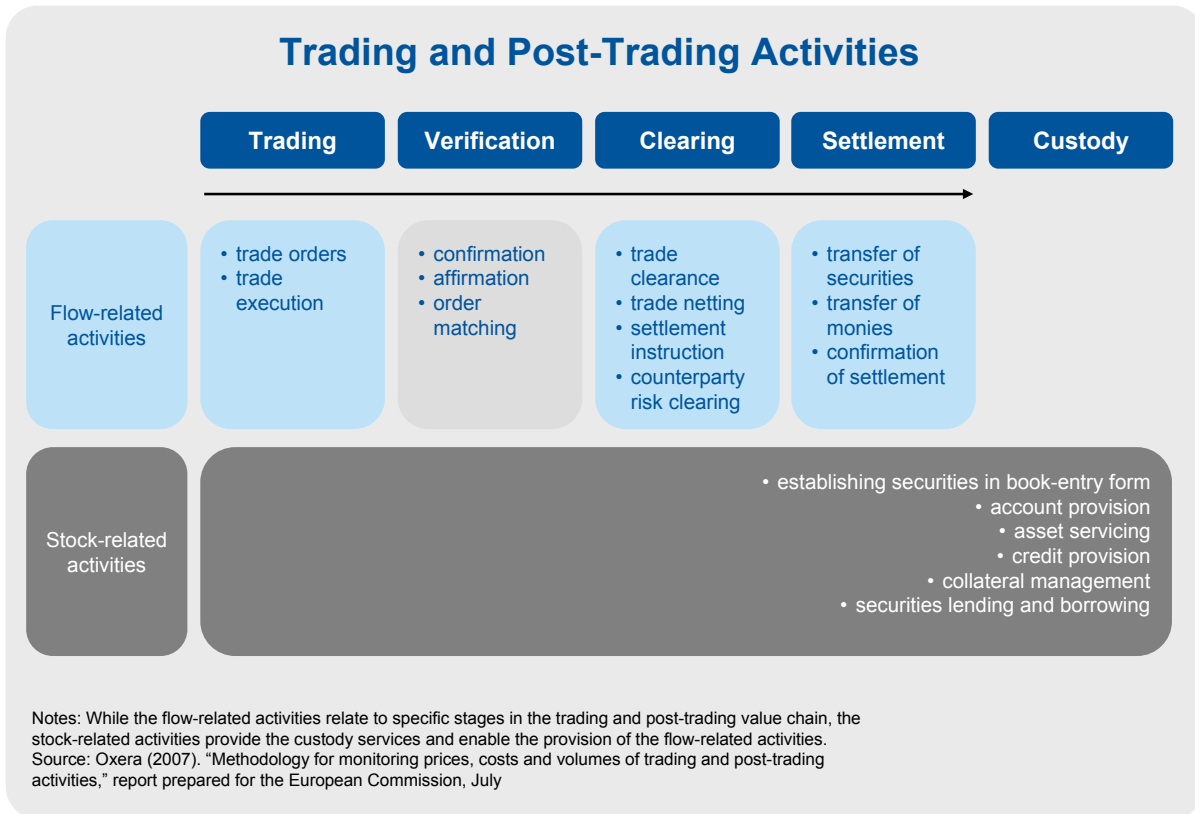 Trading and Post-Trading Activities
Trading
Verification
Clearing
Settlement
Custody
Flow-related
activities
• trade orders
• trade
execution
• confirmation
• affirmation
• order
matching
• trade
clearance
• trade netting
• settlement
instruction
• counterparty
risk clearing
• transfer of
securities
• transfer of
monies
• confirmation
of settlement
Stock-related
activities
• establishing securities in book-entry form
• account provision
• asset servicing
• credit provision
• collateral management
• securities lending and borrowing
Notes: While the flow-related activities relate to specific stages in the trading and post-trading value chain, the
stock-related activities provide the custody services and enable the provision of the flow-related activities.
Source: Oxera (2007). “Methodology for monitoring prices, costs and volumes of trading and post-trading
activities,” report prepared for the European Commission, July